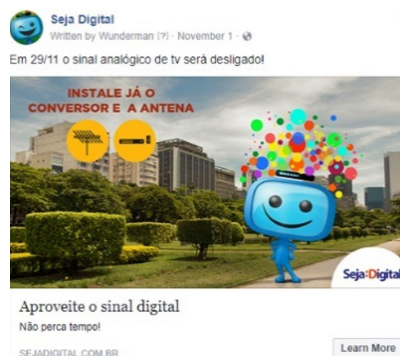 Seja Digital
Written by Wunderman [?] · November 1 ·
Em 29/11 o sinal analógico de tv será desligado!
INSTALE JÁ O
CONVERSOR E A ANTENA
Seja:Digital
Aproveite o sinal digital
Não perca tempo!
SEJADIGITAL.COM.BR
Learn More